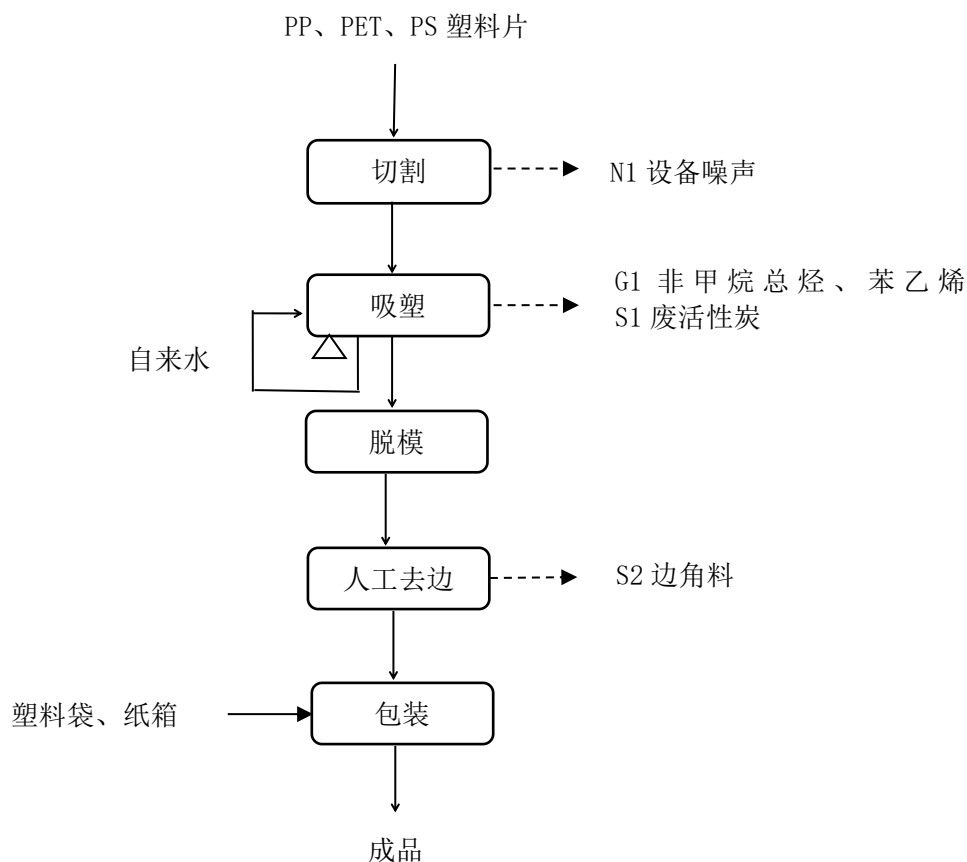 PP、PET、PS 塑料片
切割
N1 设备噪声
G1 非甲烷总烃、苯乙烯
吸塑
S1 废活性炭
自来水
脱模
人工去边
S2 边角料
塑料袋、纸箱
包装
成品